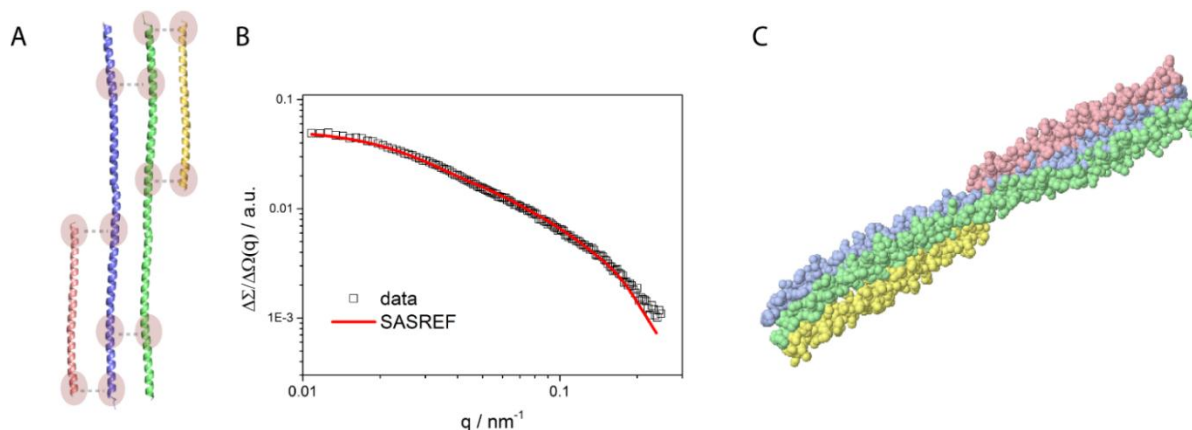 A
B
C
0.1
0.01
1E-3
ΔΣ/ΔΩ(q) / a.u.
data
SASREF
0.01
0.1
q / nm⁻¹